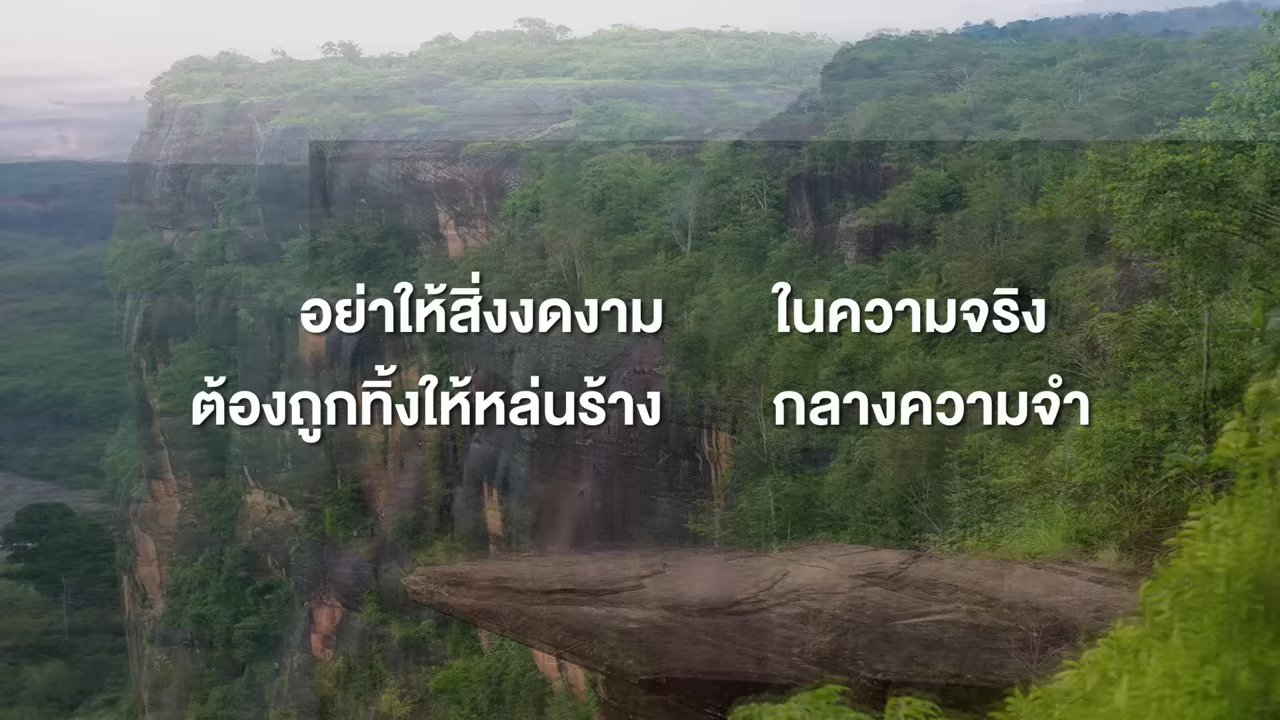 อย่าให้สิ่งงดงาม ในความจริง
ต้องถูกทิ้งให้หล่นร้าง กลางความจำ